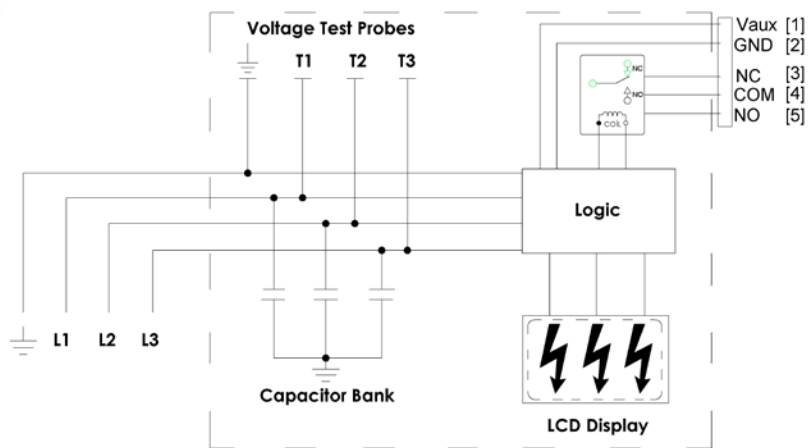 Voltage Test Probes
T1 T2 T3
Vaux [1]
GND [2]
NC [3]
COM [4]
NO [5]
NC
NO
COIL
Logic
L1 L2 L3
Capacitor Bank
LCD Display